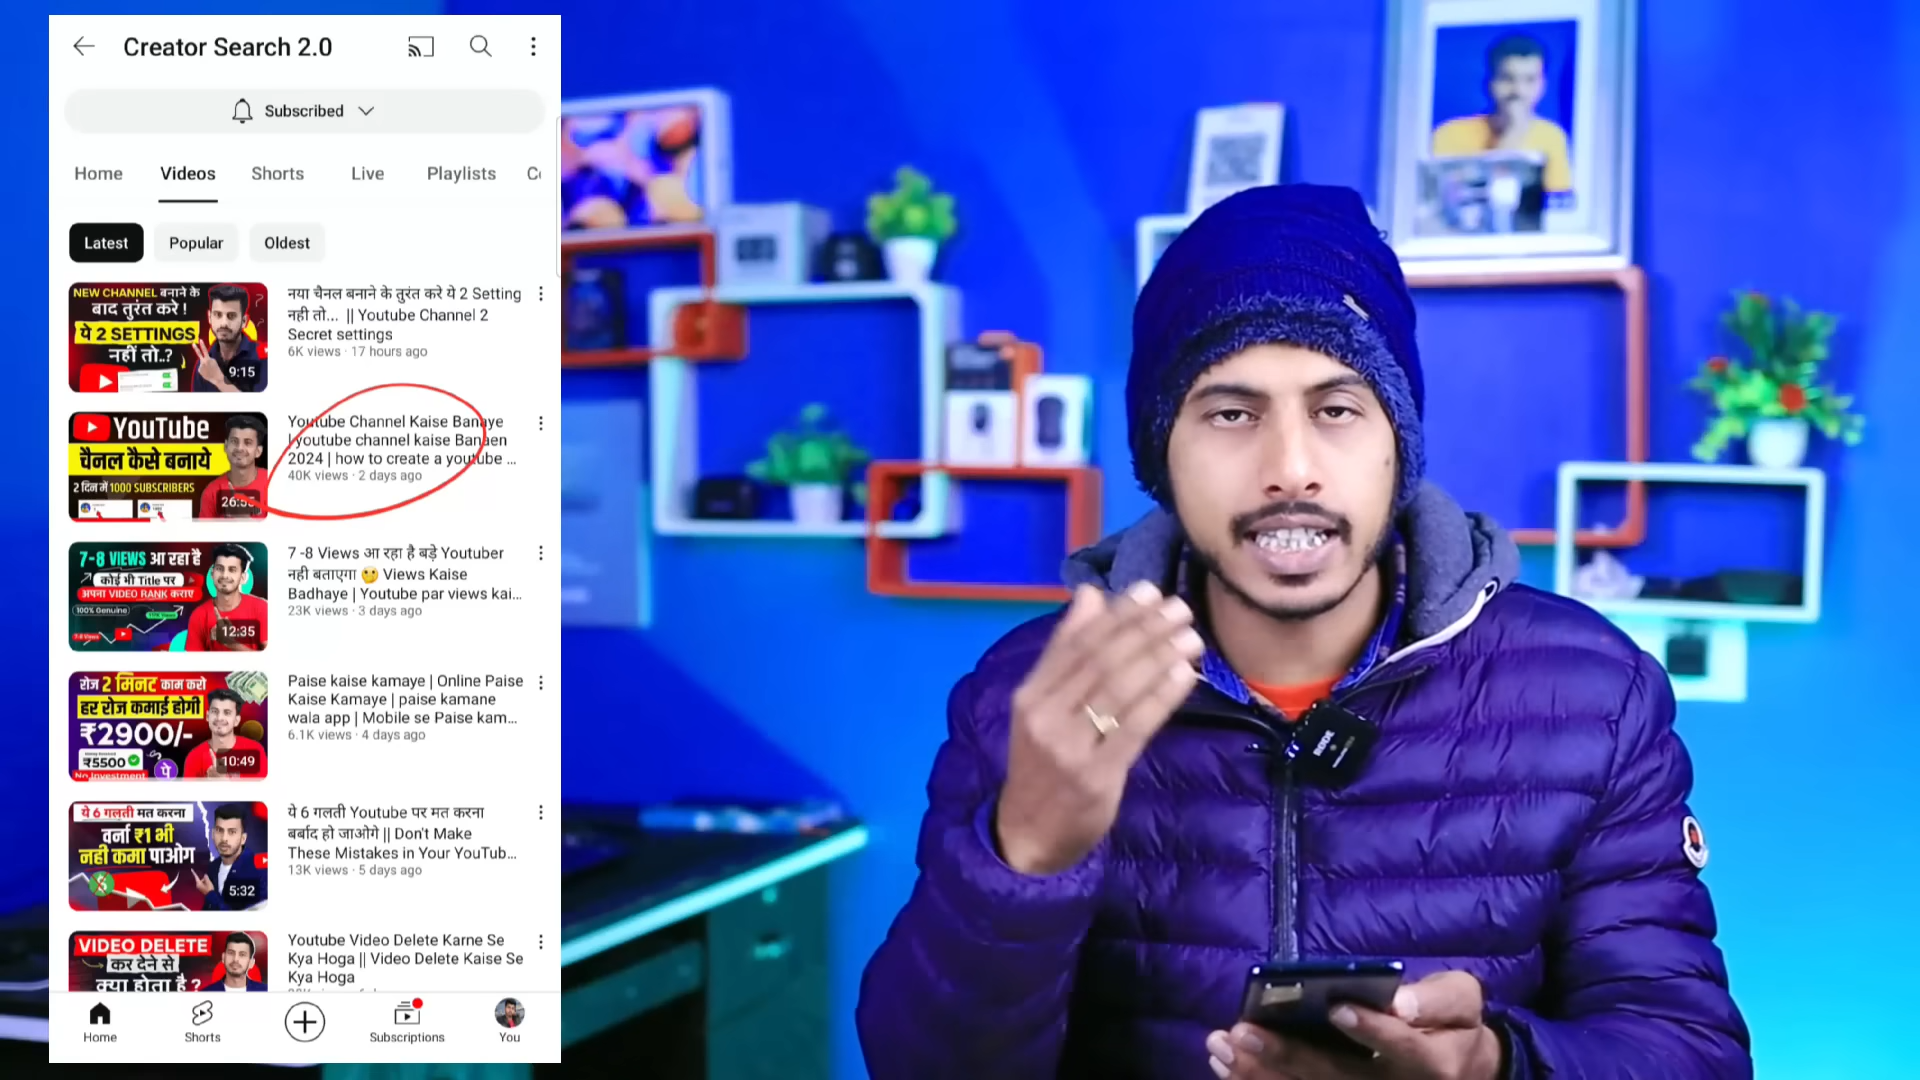 Creator Search 2.0
Subscribed
Home Videos Shorts Live Playlists
Latest Popular Oldest
NEW CHANNEL बनाने के
बाद तुरंत करे !
ये 2 SETTINGS
नहीं तो..?
9:15
नया चैनल बनाने के तुरंत करे ये 2 Setting
नही तो... || Youtube Channel 2
Secret settings
6K views · 17 hours ago
YouTube
चैनल कैसे बनाये
2 दिन में 1000 SUBSCRIBERS
Youtube Channel Kaise Banaye
| youtube channel kaise Banaen
2024 | how to create a youtube ...
40K views · 2 days ago
7-8 VIEWS आ रहा है
कोई भी Title पर
अपना VIDEO RANK कराए
100% Genuine
7-8 Views
12:35
7 -8 Views आ रहा है बड़े Youtuber
नही बताएगा 🤔 Views Kaise
Badhaye | Youtube par views kai...
23K views · 3 days ago
रोज 2 मिनट काम करो
हर रोज कमाई होगी
₹2900/-
₹5500
No Investment
पे
10:49
Paise kaise kamaye | Online Paise
Kaise Kamaye | paise kamane
wala app | Mobile se Paise kam...
6.1K views · 4 days ago
ये 6 गलती मत करना
वर्ना ₹1 भी
नही कमा पाओग
5:32
ये 6 गलती Youtube पर मत करना
बर्बाद हो जाओगे || Don't Make
These Mistakes in Your YouTub...
13K views · 5 days ago
VIDEO DELETE
कर देने से
क्या होता है ?
Youtube Video Delete Karne Se
Kya Hoga || Video Delete Kaise Se
Kya Hoga
Home Shorts Subscriptions You
RODE